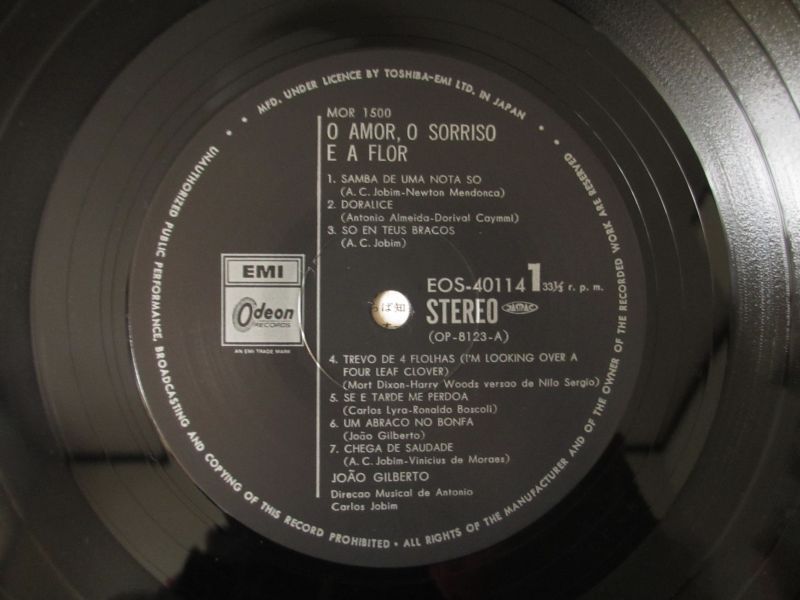 MFD. UNDER LICENCE BY TOSHIBA-EMI LTD. IN JAPAN
MOR 1500
O AMOR, O SORRISO
E A FLOR
1. SAMBA DE UMA NOTA SO
(A. C. Jobim-Newton Mendonca)
2. DORALICE
(Antonio Almeida-Dorival Caymmi)
3. SO EN TEUS BRACOS
(A. C. Jobim)
EMI
Odeon
RECORDS
AN EMI TRADE MARK
EOS-40114 1 33⅓ r. p. m.
STEREO JASRAC
(OP-8123-A)
ば知
4. TREVO DE 4 FLOLHAS (I'M LOOKING OVER A
FOUR LEAF CLOVER)
(Mort Dixon-Harry Woods versao de Nilo Sergio)
5. SE E TARDE ME PERDOA
(Carlos Lyra-Ronaldo Boscoli)
6. UM ABRACO NO BONFA
(João Gilberto)
7. CHEGA DE SAUDADE
(A. C. Jobim-Vinicius de Moraes)
JOÃO GILBERTO
Direcao Musical de Antonio
Carlos Jobim
UNAUTHORIZED PUBLIC PERFORMANCE, BROADCASTING AND COPYING OF THIS RECORD PROHIBITED • ALL RIGHTS OF THE MANUFACTURER AND OF THE OWNER OF THE RECORDED WORK ARE RESERVED